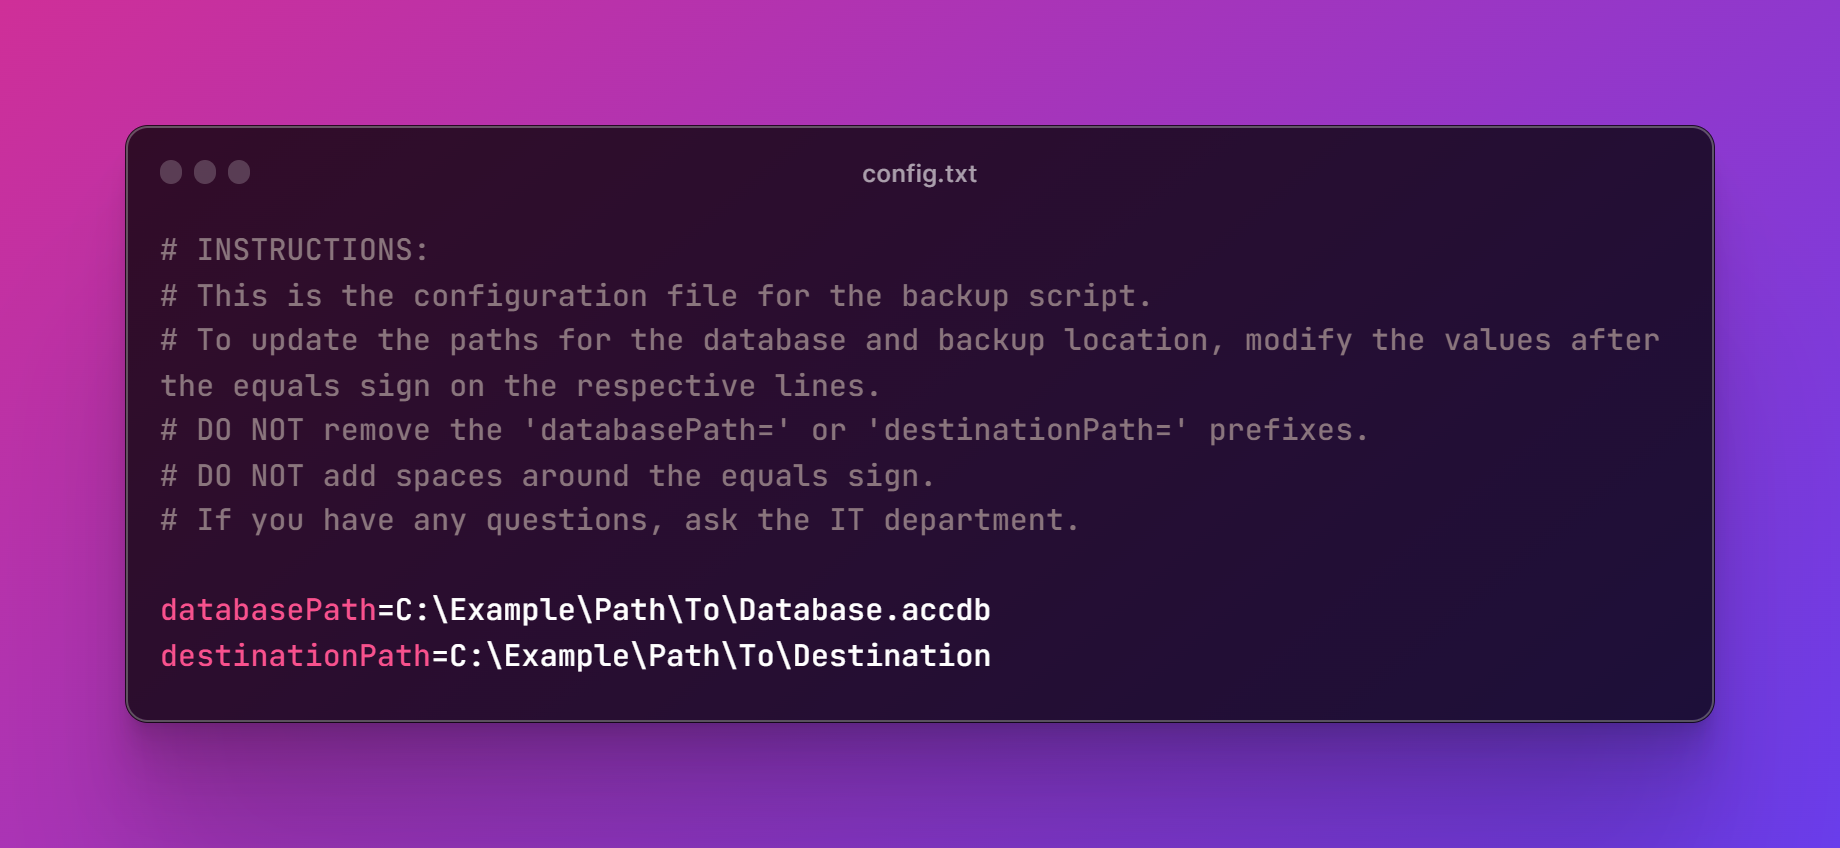 config.txt
# INSTRUCTIONS:
# This is the configuration file for the backup script.
# To update the paths for the database and backup location, modify the values after
the equals sign on the respective lines.
# DO NOT remove the 'databasePath=' or 'destinationPath=' prefixes.
# DO NOT add spaces around the equals sign.
# If you have any questions, ask the IT department.
databasePath=C:\Example\Path\To\Database.accdb
destinationPath=C:\Example\Path\To\Destination